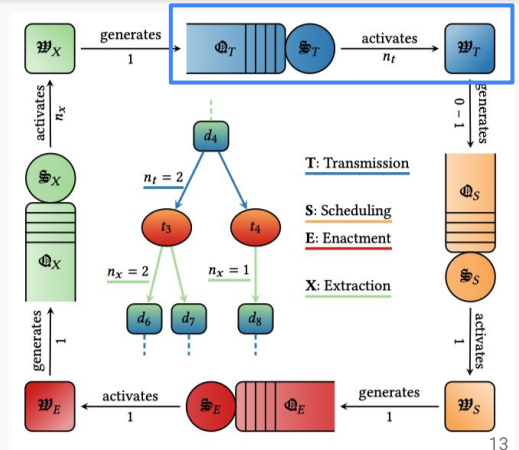 𝔚X
generates
1
𝔔T
𝔖T
activates
nt
𝔚T
activates
nx
generates
0 − 1
𝔖X
𝔔X
d4
nt = 2
t3
t4
nx = 2
nx = 1
d6
d7
d8
T: Transmission
S: Scheduling
E: Enactment
X: Extraction
𝔔S
𝔖S
generates
1
activates
1
𝔚E
activates
1
𝔖E
𝔔E
generates
1
𝔚S
13